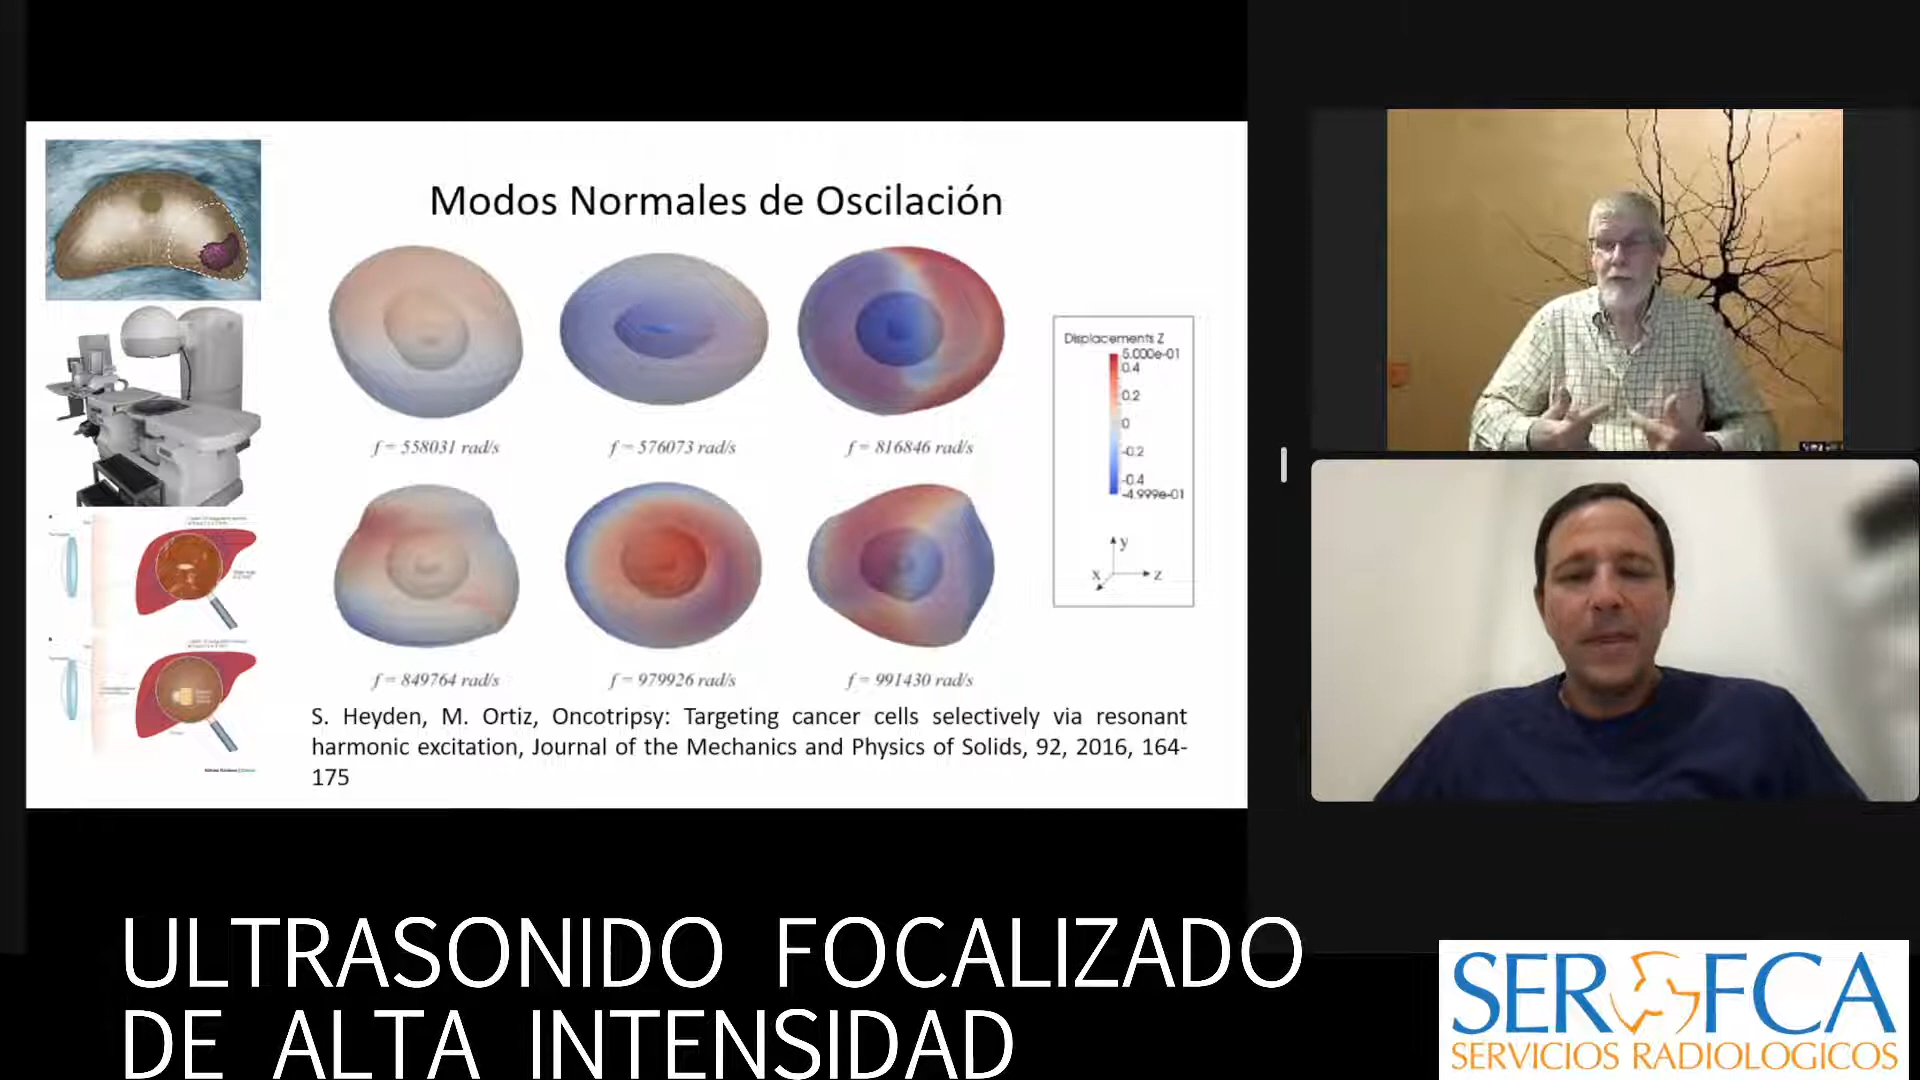 Modos Normales de Oscilación
Displacements Z
5.000e-01
0.4
0.2
0
-0.2
-0.4
-4.999e-01
y
x
z
f = 558031 rad/s
f = 576073 rad/s
f = 816846 rad/s
f = 849764 rad/s
f = 979926 rad/s
f = 991430 rad/s
S. Heyden, M. Ortiz, Oncotripsy: Targeting cancer cells selectively via resonant
harmonic excitation, Journal of the Mechanics and Physics of Solids, 92, 2016, 164-
175
ULTRASONIDO FOCALIZADO
DE ALTA INTENSIDAD
SEROFCA
SERVICIOS RADIOLOGICOS